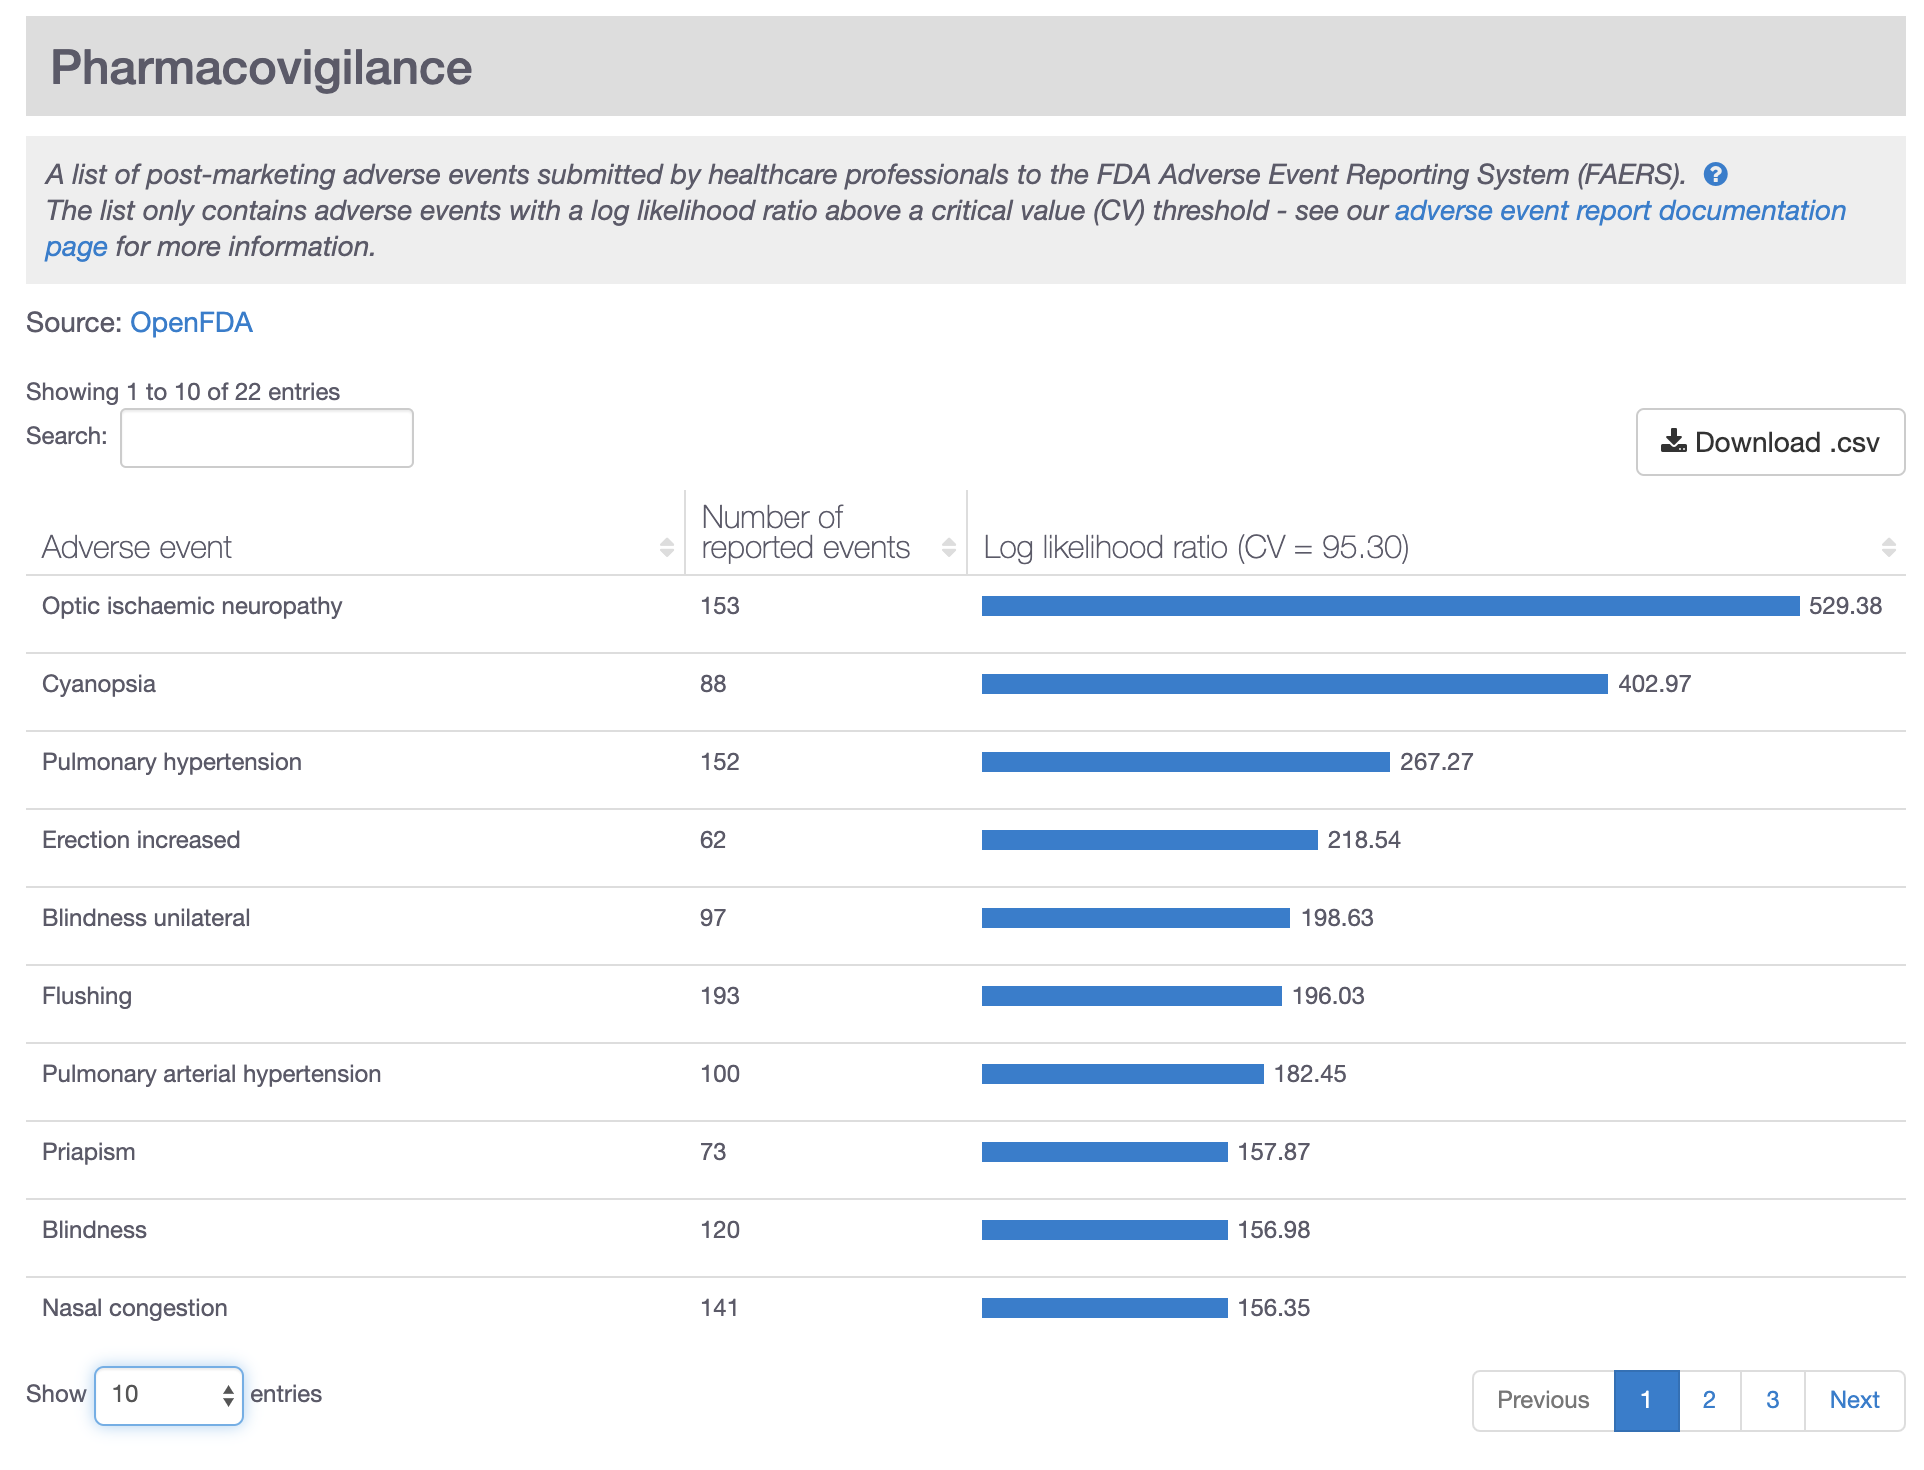 Pharmacovigilance
A list of post-marketing adverse events submitted by healthcare professionals to the FDA Adverse Event Reporting System (FAERS). ?
The list only contains adverse events with a log likelihood ratio above a critical value (CV) threshold - see our adverse event report documentation
page for more information.
Source: OpenFDA
Showing 1 to 10 of 22 entries
Search:
Download .csv
Adverse event
Number of
reported events
Log likelihood ratio (CV = 95.30)
Optic ischaemic neuropathy 153 529.38
Cyanopsia 88 402.97
Pulmonary hypertension 152 267.27
Erection increased 62 218.54
Blindness unilateral 97 198.63
Flushing 193 196.03
Pulmonary arterial hypertension 100 182.45
Priapism 73 157.87
Blindness 120 156.98
Nasal congestion 141 156.35
Show 10 entries
Previous 1 2 3 Next